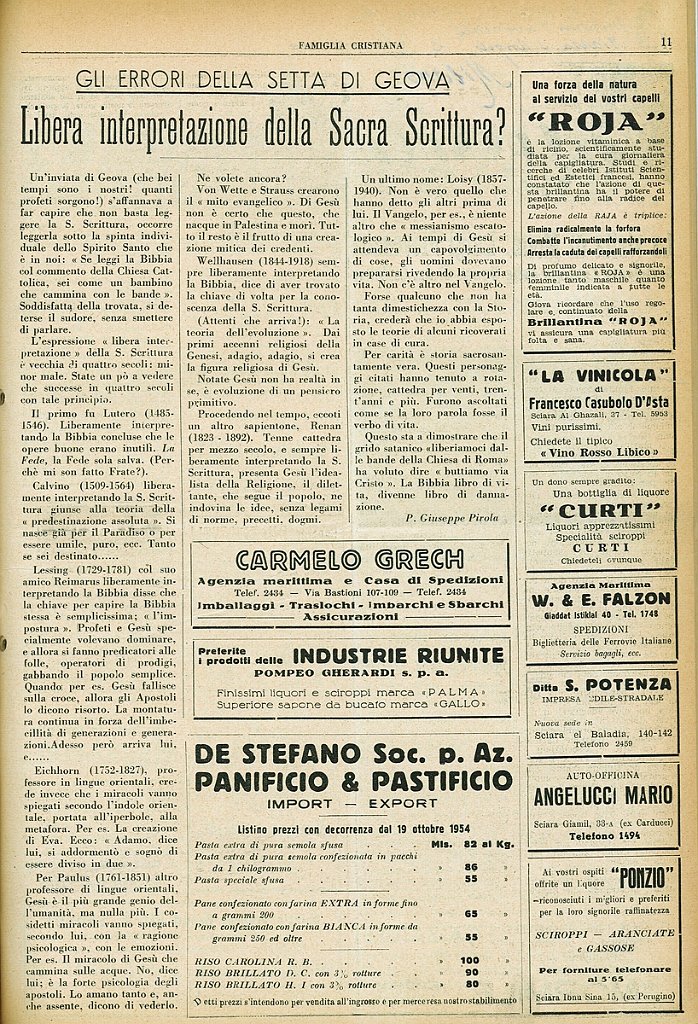 FAMIGLIA CRISTIANA
11
GLI ERRORI DELLA SETTA DI GEOVA
Libera interpretazione della Sacra Scrittura?
Un'inviata di Geova (che bei
tempi sono i nostri! quanti
profeti sorgono!) s'affannava a
far capire che non basta leg-
gere la S. Scrittura, occorre
leggerla sotto la spinta indivi-
duale dello Spirito Santo che
è in noi: « Se leggi la Bibbia
col commento della Chiesa Cat-
tolica, sei come un bambino
che cammina con le bande ».
Soddisfatta della trovata, si de-
terse il sudore, senza smettere
di parlare.
L'espressione « libera inter-
pretazione » della S. Scrittura
è vecchia di quattro secoli; mi-
nor male. State un pò a vedere
che successe in quattro secoli
con tale principio.
Il primo fu Lutero (1485-
1546). Liberamente interpre-
tando la Bibbia concluse che le
opere buone erano inutili. La
Fede, la Fede sola salva. (Per-
chè mi son fatto Frate?).
Calvino (1509-1564) libera-
mente interpretando la S. Scrit-
tura giunse alla teoria della
« predestinazione assoluta ». Si
nasce già per il Paradiso o per
essere umile, puro, ecc. Tanto
se sei destinato......
Lessing (1729-1781) col suo
amico Reimarus liberamente in-
terpretando la Bibbia disse che
la chiave per capire la Bibbia
stessa è semplicissima; « l'im-
postura ». Profeti e Gesù spe-
cialmente volevano dominare,
e allora si fanno predicatori alle
folle, operatori di prodigi,
gabbando il popolo semplice.
Quando per es. Gesù fallisce
sulla croce, allora gli Apostoli
lo dicono risorto. La montatu-
ra continua in forza dell'imbe-
cillità di generazioni e genera-
zioni.Adesso però arriva lui,
e......
Eichhorn (1752-1827), pro-
fessore in lingue orientali, cre-
de invece che i miracoli vanno
spiegati secondo l'indole orien-
tale, portata all'iperbole, alla
metafora. Per es. La creazione
di Eva. Ecco: « Adamo, dice
lui, si addormentò e sognò di
essere diviso in due ».
Per Paulus (1761-1851) altro
professore di lingue orientali,
Gesù è il più grande genio del-
l'umanità, ma nulla più. I co-
sidetti miracoli vanno spiegati,
secondo lui, con la « ragione
psicologica », con le emozioni.
Per es. Il miracolo di Gesù che
cammina sulle acque. No, dice
lui; è la forte psicologia degli
apostoli. Lo amano tanto e, an-
che assente, dicono di vederlo.
Ne volete ancora?
Von Wette e Strauss crearono
il « mito evangelico ». Di Gesù
non è certo che questo, che
nacque in Palestina e morì. Tut-
to il resto è il frutto di una crea-
zione mitica dei credenti.
Wellhausen (1844-1918) sem-
pre liberamente interpretando
la Bibbia, dice di aver trovato
la chiave di volta per la cono-
scenza della S. Scrittura.
(Attenti che arriva!): « La
teoria dell'evoluzione ». Dai
primi accenni religiosi della
Genesi, adagio, adagio, si crea
la figura religiosa di Gesù.
Notate Gesù non ha realtà in
se, è evoluzione di un pensiero
primitivo.
Procedendo nel tempo, eccoti
un altro sapientone, Renan
(1823 - 1892). Tenne cattedra
per mezzo secolo, e sempre li-
beramente interpretando la S.
Scrittura, presenta Gesù l'idea-
lista della Religione, il dilet-
tante, che segue il popolo, ne
indovina le idee, senza legami
di norme, precetti, dogmi.
Un ultimo nome: Loisy (1857-
1940). Non è vero quello che
hanno detto gli altri prima di
lui. Il Vangelo, per es., è niente
altro che « messianismo escato-
logico ». Ai tempi di Gesù si
attendeva un capovolgimento
di cose, gli uomini dovevano
prepararsi rivedendo la propria
vita. Non c'è altro nel Vangelo.
Forse qualcuno che non ha
tanta dimestichezza con la Sto-
ria, crederà che io abbia espo-
sto le teorie di alcuni ricoverati
in case di cura.
Per carità è storia sacrosan-
tamente vera. Questi personag-
gi citati hanno tenuto a rota-
zione, cattedra per venti, trent'
anni e più. Furono ascoltati
come se la loro parola fosse il
verbo di vita.
Questo sta a dimostrare che il
grido satanico «liberiamoci dal-
le bande della Chiesa di Roma»
ha voluto dire « buttiamo via
Cristo ». La Bibbia libro di vi-
ta, divenne libro di danna-
zione.
P. Giuseppe Pirola
CARMELO GRECH
Agenzia marittima e Casa di Spedizioni
Telef. 2434 — Via Bastioni 107-109 — Telef. 2434
Imballaggi - Traslochi - Imbarchi e Sbarchi
Assicurazioni
Preferite
i prodotti delle INDUSTRIE RIUNITE
POMPEO GHERARDI s. p. a.
Finissimi liquori e sciroppi marca «PALMA»
Superiore sapone da bucato marca «GALLO»
DE STEFANO Soc. p. Az.
PANIFICIO & PASTIFICIO
IMPORT — EXPORT
Listino prezzi con decorrenza dal 19 ottobre 1954
Pasta extra di pura semola sfusa . . . . Mls. 82 al Kg.
Pasta extra di pura semola confezionata in pacchi
da 1 chilogrammo . . . . » 86 »
Pasta speciale sfusa . . . . » 55 »
Pane confezionato con farina EXTRA in forme fino
a grammi 200 . . . . » 65 »
Pane confezionato con farina BIANCA in forme da
grammi 250 ed oltre . . . . » 55 »
RISO CAROLINA R. B. . . . . » 100 »
RISO BRILLATO D. C. con 3% rotture . . » 90 »
RISO BRILLATO H. I con 3% rotture . . » 80 »
Detti prezzi s'intendono per vendita all'ingrosso e per merce resa nostro stabilimento
Una forza della natura
al servizio dei vostri capelli
"ROJA"
è la lozione vitaminica a base
di ricino, scientificamente stu-
diata per la cura giornaliera
della capigliatura. Studi e ri-
cerche di celebri Istituti Scien-
tifici ed Estetici francesi, hanno
constatato che l'azione di que-
sta brillantina ha il potere di
penetrare fino alla radice del
capello.
L'azione della RAJA è triplice:
Elimina radicalmente la forfora
Combatte l'incanutimento anche precoce
Arresta la caduta dei capelli rafforzandoli
Di profumo delicato e signorile,
la brillantina «ROJA» è una
lozione tanto maschile quanto
femminile indicata a tutte le
età.
Giova ricordare che l'uso rego-
lare e continuato della
Brillantina "ROJA"
vi assicura una capigliatura più
folta e sana.
"LA VINICOLA"
di
Francesco Casubolo D'Asta
Sciara Al Ghazali, 37 - Tel. 5953
Vini purissimi.
Chiedete il tipico
« Vino Rosso Libico »
Un dono sempre gradito:
Una bottiglia di liquore
"CURTI"
Liquori apprezzatissimi
Specialità sciroppi
CURTI
Chiedeteli ovunque
Agenzia Marittima
W. & E. FALZON
Giaddat Istiklal 40 - Tel. 1748
SPEDIZIONI
Biglietteria delle Ferrovie Italiane
Servizio bagagli, ecc.
Ditta S. POTENZA
IMPRESA EDILE-STRADALE
Nuova sede in
Sciara el Baladia, 140-142
Telefono 2459
AUTO-OFFICINA
ANGELUCCI MARIO
Sciara Giamil, 33-A (ex Carducci)
Telefono 1494
Ai vostri ospiti
offrite un liquore "PONZIO"
—riconosciuti i migliori e preferiti
per la loro signorile raffinatezza
SCIROPPI — ARANCIATE
e GASSOSE
Per forniture telefonare
al 5'65
Sciara Ibnu Sina 15, (ex Perugino)